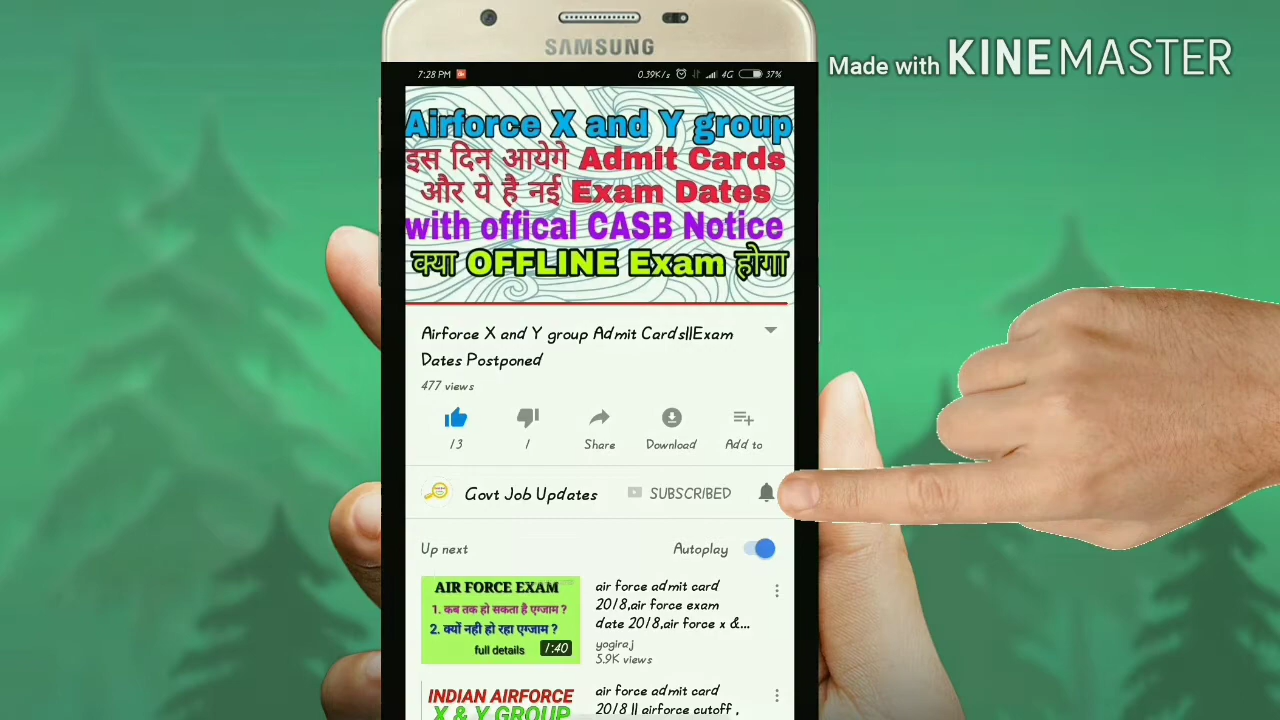 SAMSUNG
Made with KINEMASTER
7:28 PM 0.39K/s 4G 37%
Airforce X and Y group
इस दिन आयेगे Admit Cards
और ये है नई Exam Dates
with offical CASB Notice
क्या OFFLINE Exam होगा
Airforce X and Y group Admit Cards||Exam
Dates Postponed
477 views
13 1 Share Download Add to
Govt Job Updates SUBSCRIBED
Up next Autoplay
AIR FORCE EXAM
1. कब तक हो सकता है एग्जाम ?
2. क्यों नही हो रहा एग्जाम ?
full details 1:40
air force admit card
2018,air force exam
date 2018,air force x &...
yogiraj
5.9K views
INDIAN AIRFORCE
X & Y GROUP
air force admit card
2018 || airforce cutoff ,